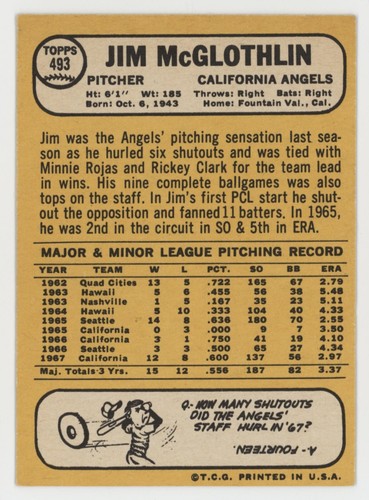 TOPPS
493
JIM McGLOTHLIN
PITCHER CALIFORNIA ANGELS
Ht: 6'1" Wt: 185 Throws: Right Bats: Right
Born: Oct. 6, 1943 Home: Fountain Val., Cal.
Jim was the Angels' pitching sensation last sea-
son as he hurled six shutouts and was tied with
Minnie Rojas and Rickey Clark for the team lead
in wins. His nine complete ballgames was also
tops on the staff. In Jim's first PCL start he shut-
out the opposition and fanned 11 batters. In 1965,
he was 2nd in the circuit in SO & 5th in ERA.
MAJOR & MINOR LEAGUE PITCHING RECORD
YEAR TEAM W L PCT. SO BB ERA
1962 Quad Cities 13 5 .722 165 67 2.79
1963 Hawaii 5 6 .455 56 38 5.48
1963 Nashville 1 5 .167 35 23 5.11
1964 Hawaii 5 10 .333 104 40 4.33
1965 Seattle 14 8 .636 180 70 2.55
1965 California 0 3 .000 9 7 3.50
1966 California 3 1 .750 41 19 4.10
1966 Seattle 3 3 .500 65 27 4.34
1967 California 12 8 .600 137 56 2.97
Maj. Totals-3 Yrs. 15 12 .556 187 82 3.37
Q- HOW MANY SHUTOUTS
DID THE ANGELS'
STAFF HURL IN '67?
A- FOURTEEN.
©T.C.G. PRINTED IN U.S.A.